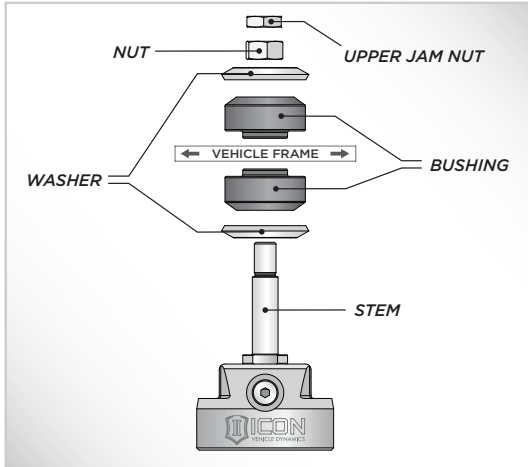 NUT
UPPER JAM NUT
VEHICLE FRAME
WASHER
BUSHING
STEM
ICON
VEHICLE DYNAMICS